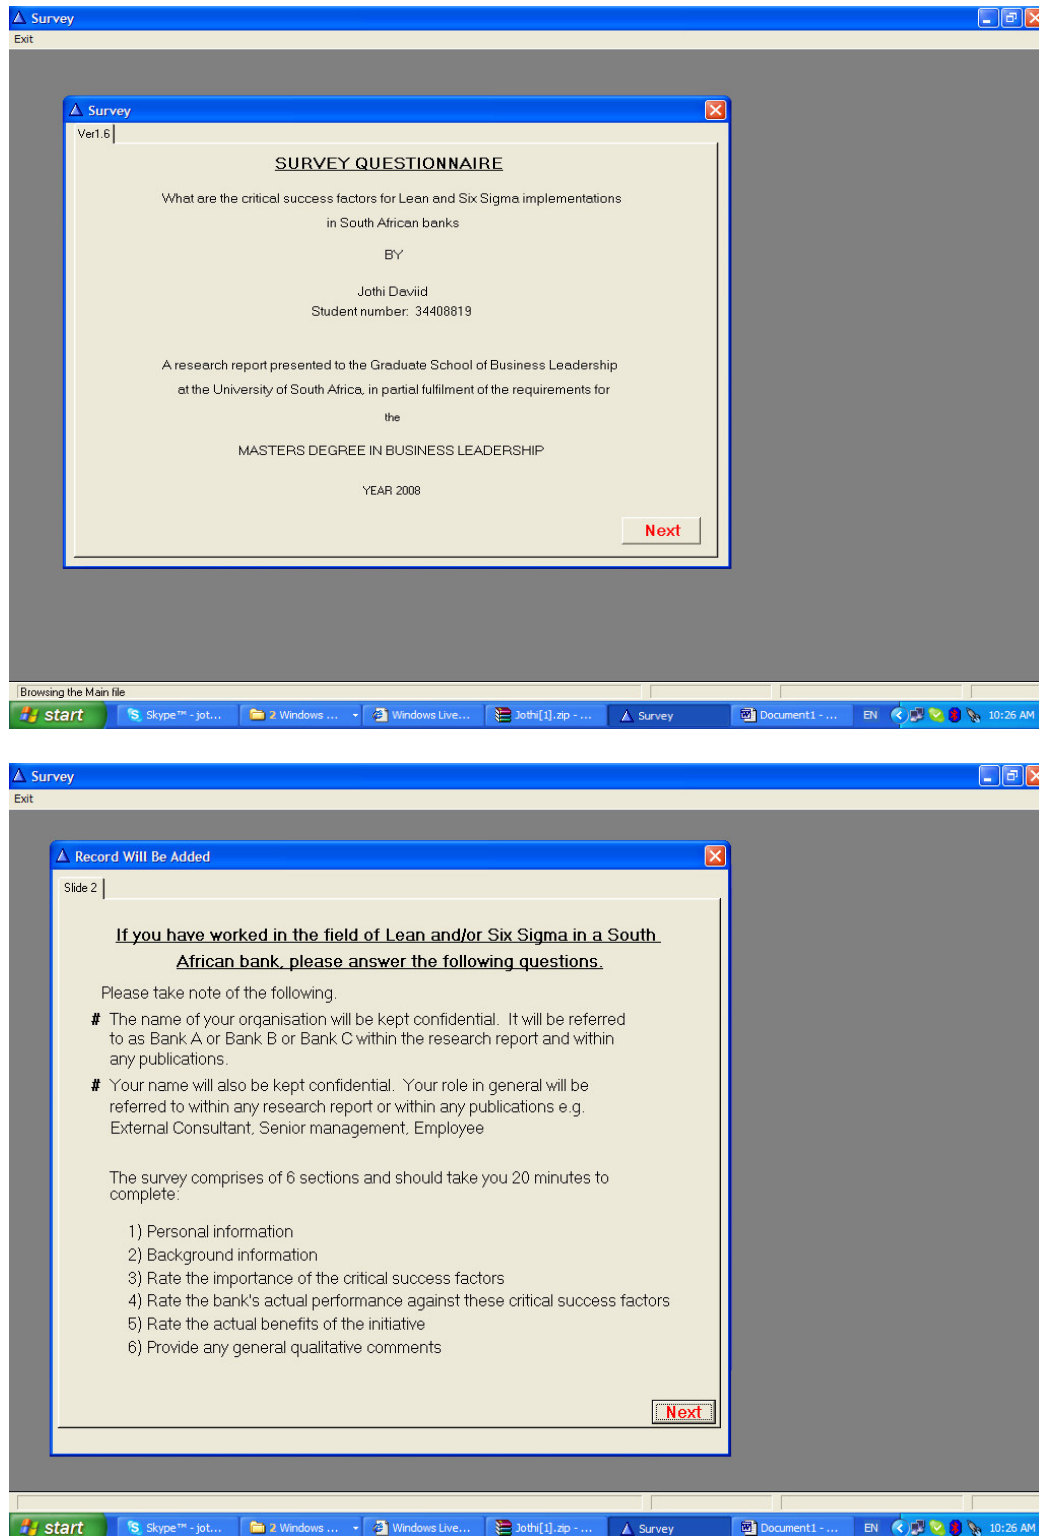 Survey
Exit
Survey
Ver1.6
SURVEY QUESTIONNAIRE
What are the critical success factors for Lean and Six Sigma implementations
in South African banks
BY
Jothi Daviid
Student number: 34408819
A research report presented to the Graduate School of Business Leadership
at the University of South Africa, in partial fulfilment of the requirements for
the
MASTERS DEGREE IN BUSINESS LEADERSHIP
YEAR 2008
Next
Browsing the Main file
start Skype™ - jot... 2 Windows ... Windows Live... Jothi[1].zip - ... Survey Document1 - ... EN 10:26 AM
Survey
Exit
Record Will Be Added
Slide 2
If you have worked in the field of Lean and/or Six Sigma in a South
African bank, please answer the following questions.
Please take note of the following.
# The name of your organisation will be kept confidential. It will be referred
to as Bank A or Bank B or Bank C within the research report and within
any publications.
# Your name will also be kept confidential. Your role in general will be
referred to within any research report or within any publications e.g.
External Consultant, Senior management, Employee
The survey comprises of 6 sections and should take you 20 minutes to
complete:
1) Personal information
2) Background information
3) Rate the importance of the critical success factors
4) Rate the bank's actual performance against these critical success factors
5) Rate the actual benefits of the initiative
6) Provide any general qualitative comments
Next
start Skype™ - jot... 2 Windows ... Windows Live... Jothi[1].zip - ... Survey Document1 - ... EN 10:26 AM